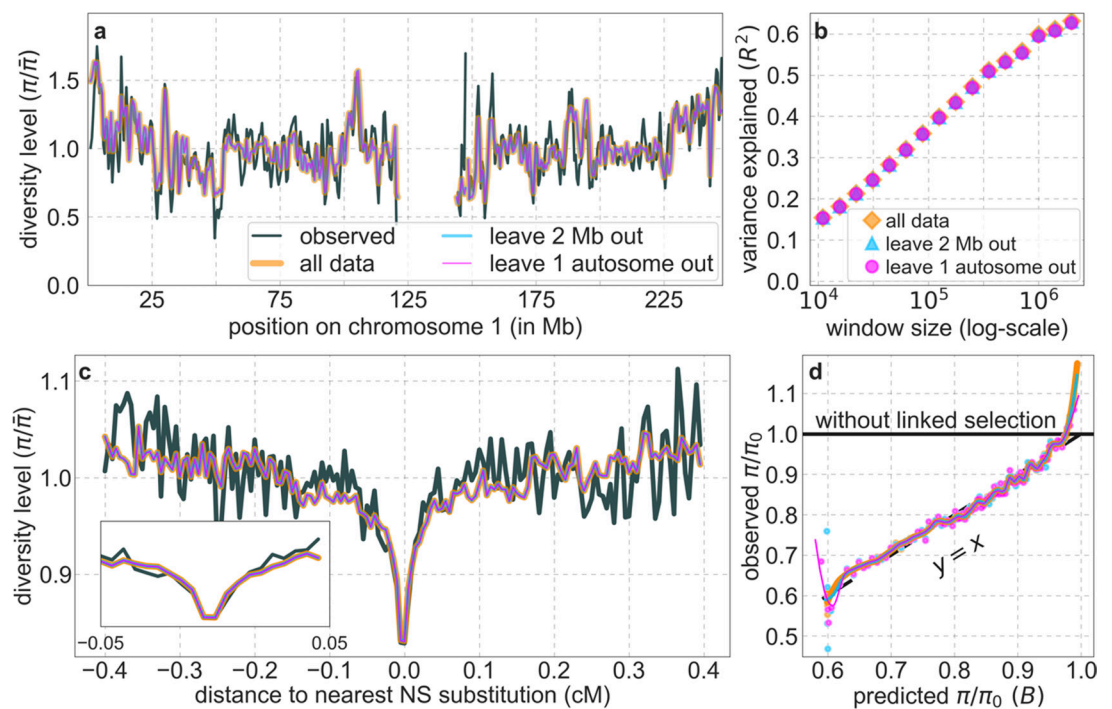 a
diversity level (π/π̄)
1.5
1.0
0.5
0.0
observed
all data
leave 2 Mb out
leave 1 autosome out
25
75
125
175
225
position on chromosome 1 (in Mb)
b
variance explained (R²)
0.6
0.5
0.4
0.3
0.2
0.1
0.0
all data
leave 2 Mb out
leave 1 autosome out
10⁴
10⁵
10⁶
window size (log-scale)
c
diversity level (π/π̄)
1.1
1.0
0.9
−0.05
0.05
−0.4
−0.3
−0.2
−0.1
0.0
0.1
0.2
0.3
0.4
distance to nearest NS substitution (cM)
d
observed π/π₀
1.1
1.0
0.9
0.8
0.7
0.6
0.5
without linked selection
y = x
0.6
0.7
0.8
0.9
1.0
predicted π/π₀ (B)